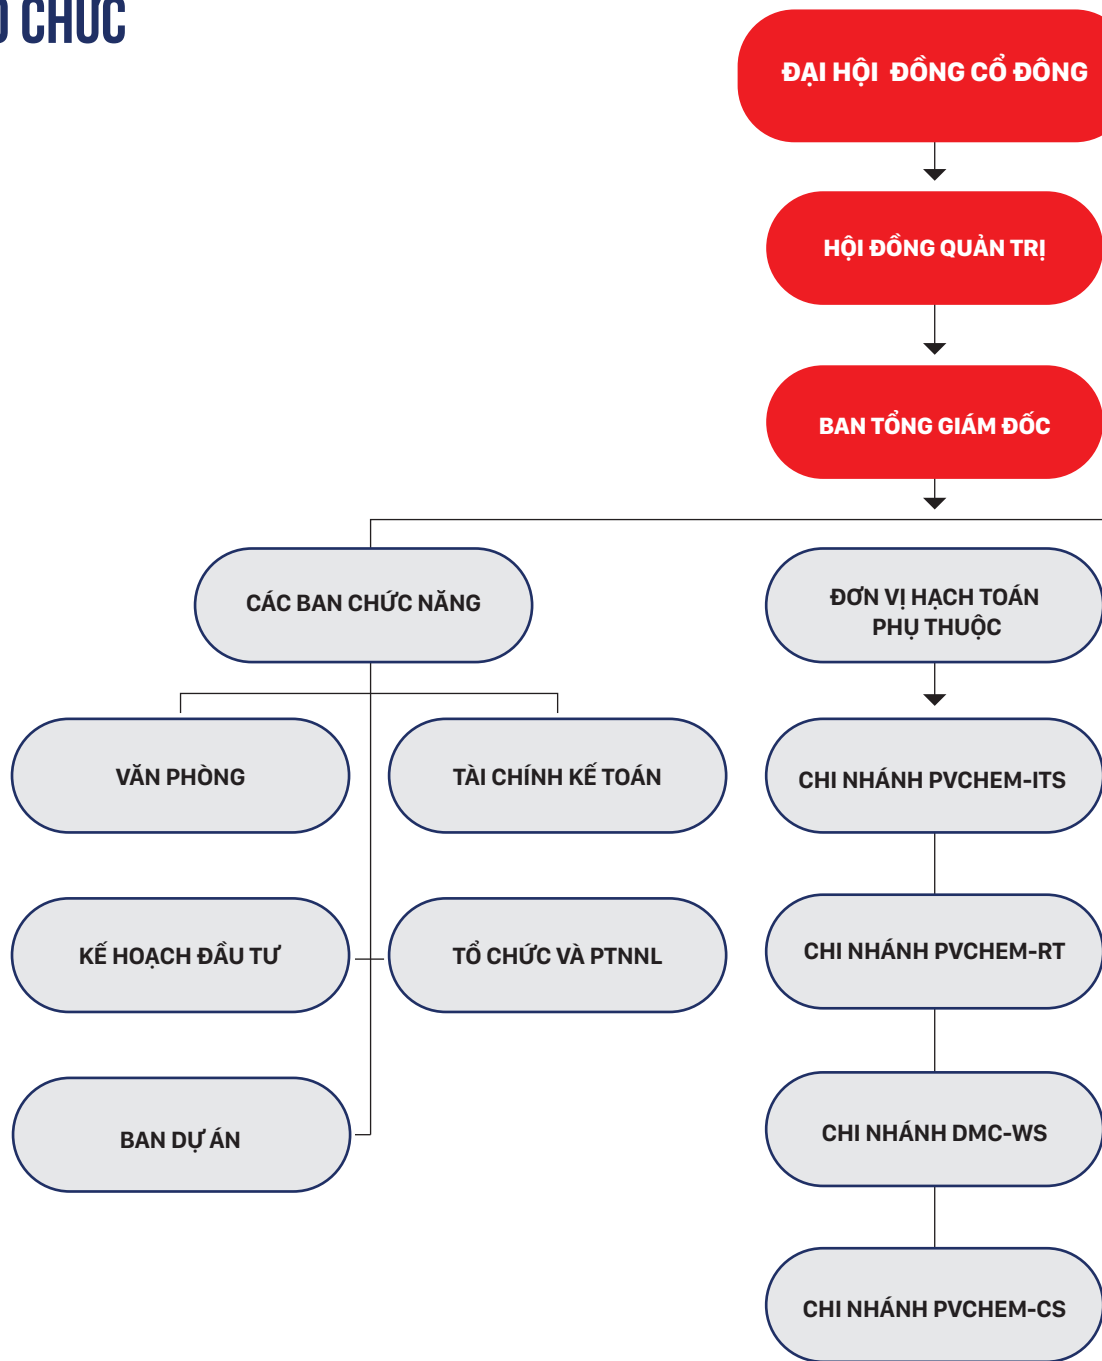 CHỨC
ĐẠI HỘI ĐỒNG CỔ ĐÔNG
HỘI ĐỒNG QUẢN TRỊ
BAN TỔNG GIÁM ĐỐC
CÁC BAN CHỨC NĂNG
ĐƠN VỊ HẠCH TOÁN
PHỤ THUỘC
VĂN PHÒNG
TÀI CHÍNH KẾ TOÁN
CHI NHÁNH PVCHEM-ITS
KẾ HOẠCH ĐẦU TƯ
TỔ CHỨC VÀ PTNNL
CHI NHÁNH PVCHEM-RT
BAN DỰ ÁN
CHI NHÁNH DMC-WS
CHI NHÁNH PVCHEM-CS